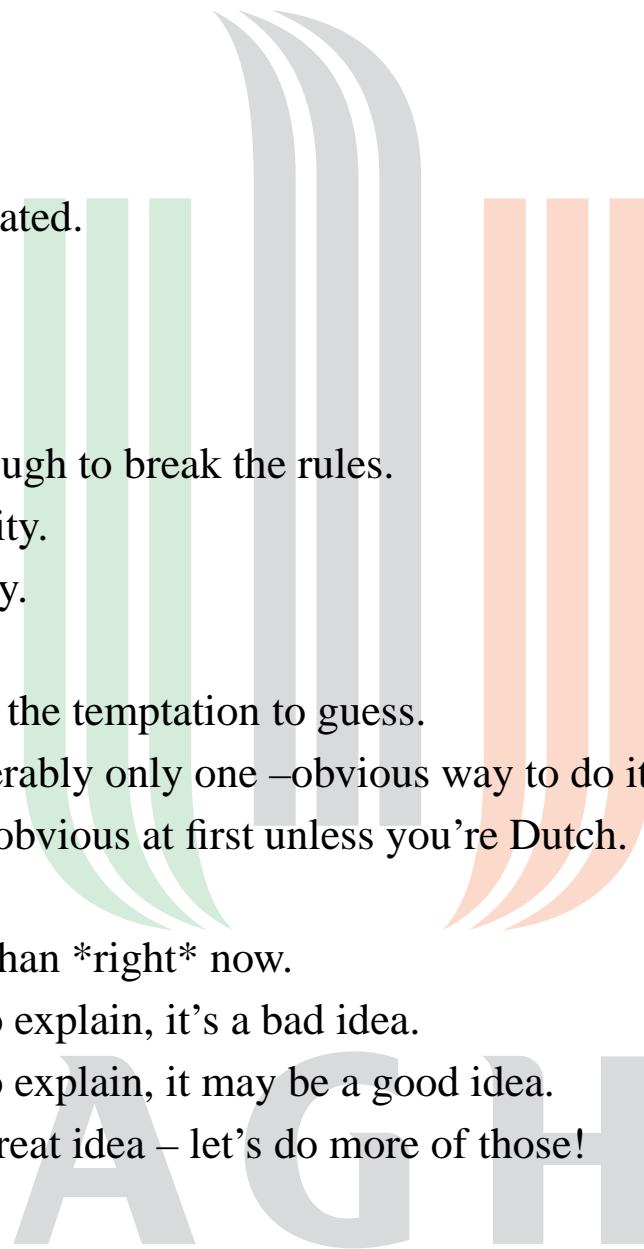 ated.
ugh to break the rules.
ity.
y.
the temptation to guess.
erably only one –obvious way to do it
obvious at first unless you're Dutch.
han *right* now.
o explain, it's a bad idea.
o explain, it may be a good idea.
reat idea – let's do more of those!
AGH